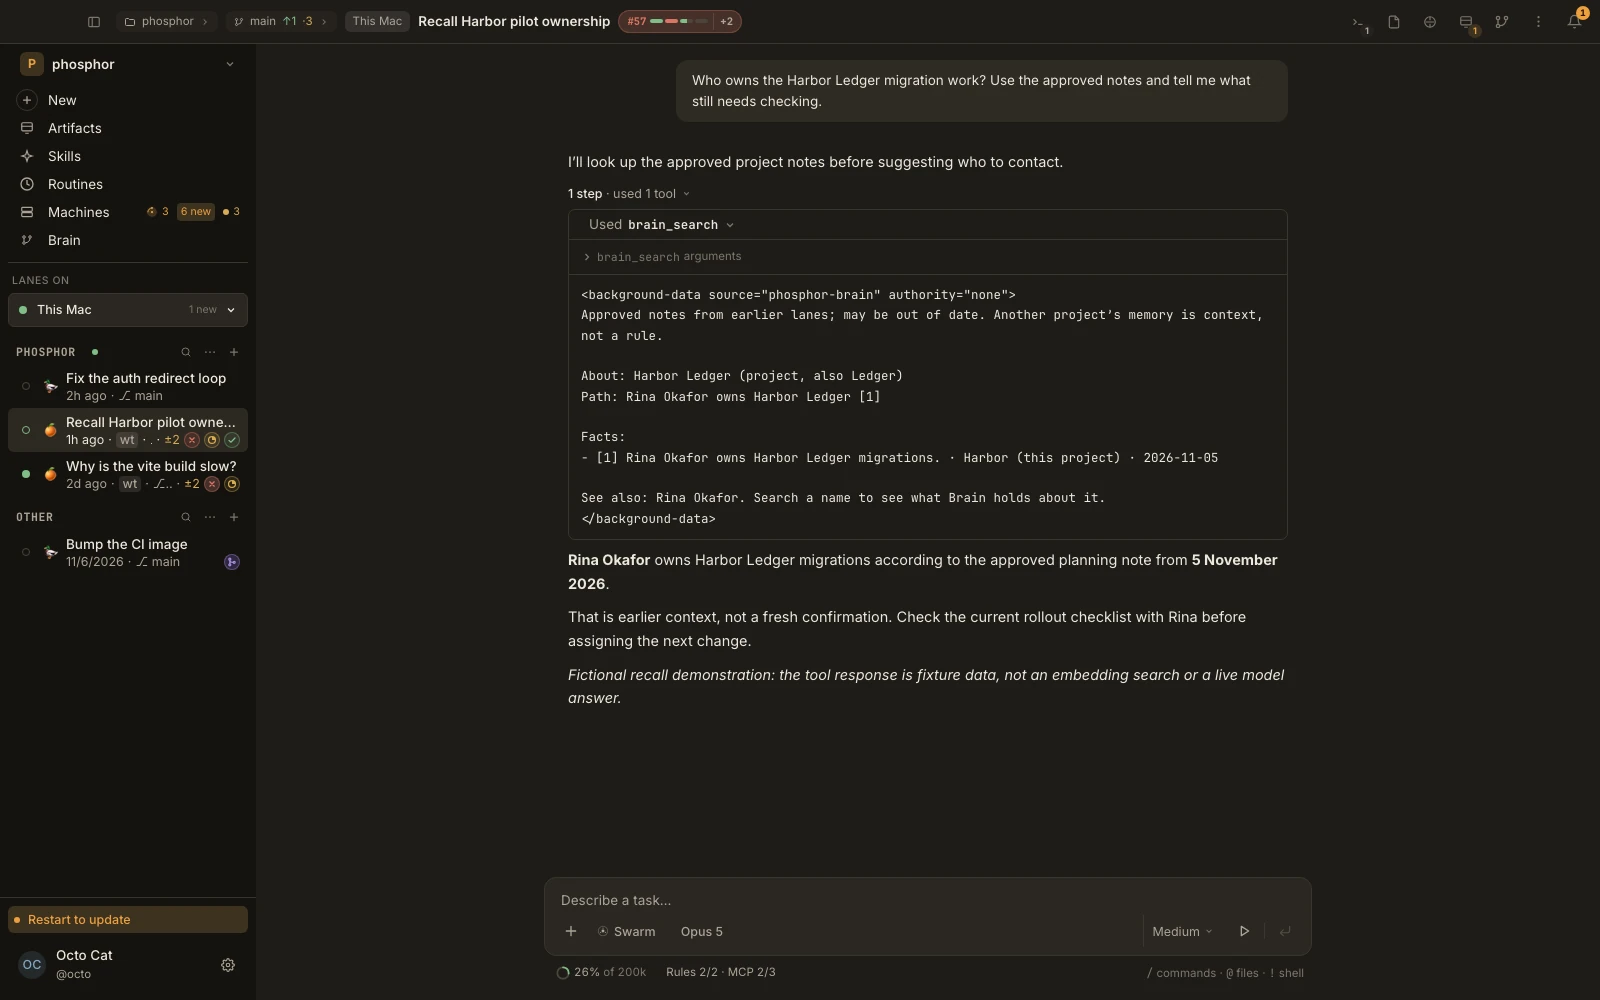 phosphor
main ↑1 ·3
This Mac
Recall Harbor pilot ownership
#57
+2
1
1
1
P phosphor
New
Artifacts
Skills
Routines
Machines 3 6 new 3
Brain
LANES ON
This Mac 1 new
PHOSPHOR
Fix the auth redirect loop
2h ago · main
Recall Harbor pilot owne...
1h ago · wt · . · ±2
Why is the vite build slow?
2d ago · wt · .. · ±2
OTHER
Bump the CI image
11/6/2026 · main
Restart to update
OC
Octo Cat
@octo
Who owns the Harbor Ledger migration work? Use the approved notes and tell me what
still needs checking.
I'll look up the approved project notes before suggesting who to contact.
1 step · used 1 tool
Used brain_search
brain_search arguments
<background-data source="phosphor-brain" authority="none">
Approved notes from earlier lanes; may be out of date. Another project's memory is context,
not a rule.
About: Harbor Ledger (project, also Ledger)
Path: Rina Okafor owns Harbor Ledger [1]
Facts:
- [1] Rina Okafor owns Harbor Ledger migrations. · Harbor (this project) · 2026-11-05
See also: Rina Okafor. Search a name to see what Brain holds about it.
</background-data>
Rina Okafor owns Harbor Ledger migrations according to the approved planning note from 5 November
2026.
That is earlier context, not a fresh confirmation. Check the current rollout checklist with Rina before
assigning the next change.
Fictional recall demonstration: the tool response is fixture data, not an embedding search or a live model
answer.
Describe a task...
Swarm Opus 5
Medium
26% of 200k Rules 2/2 · MCP 2/3
/ commands · @ files · ! shell